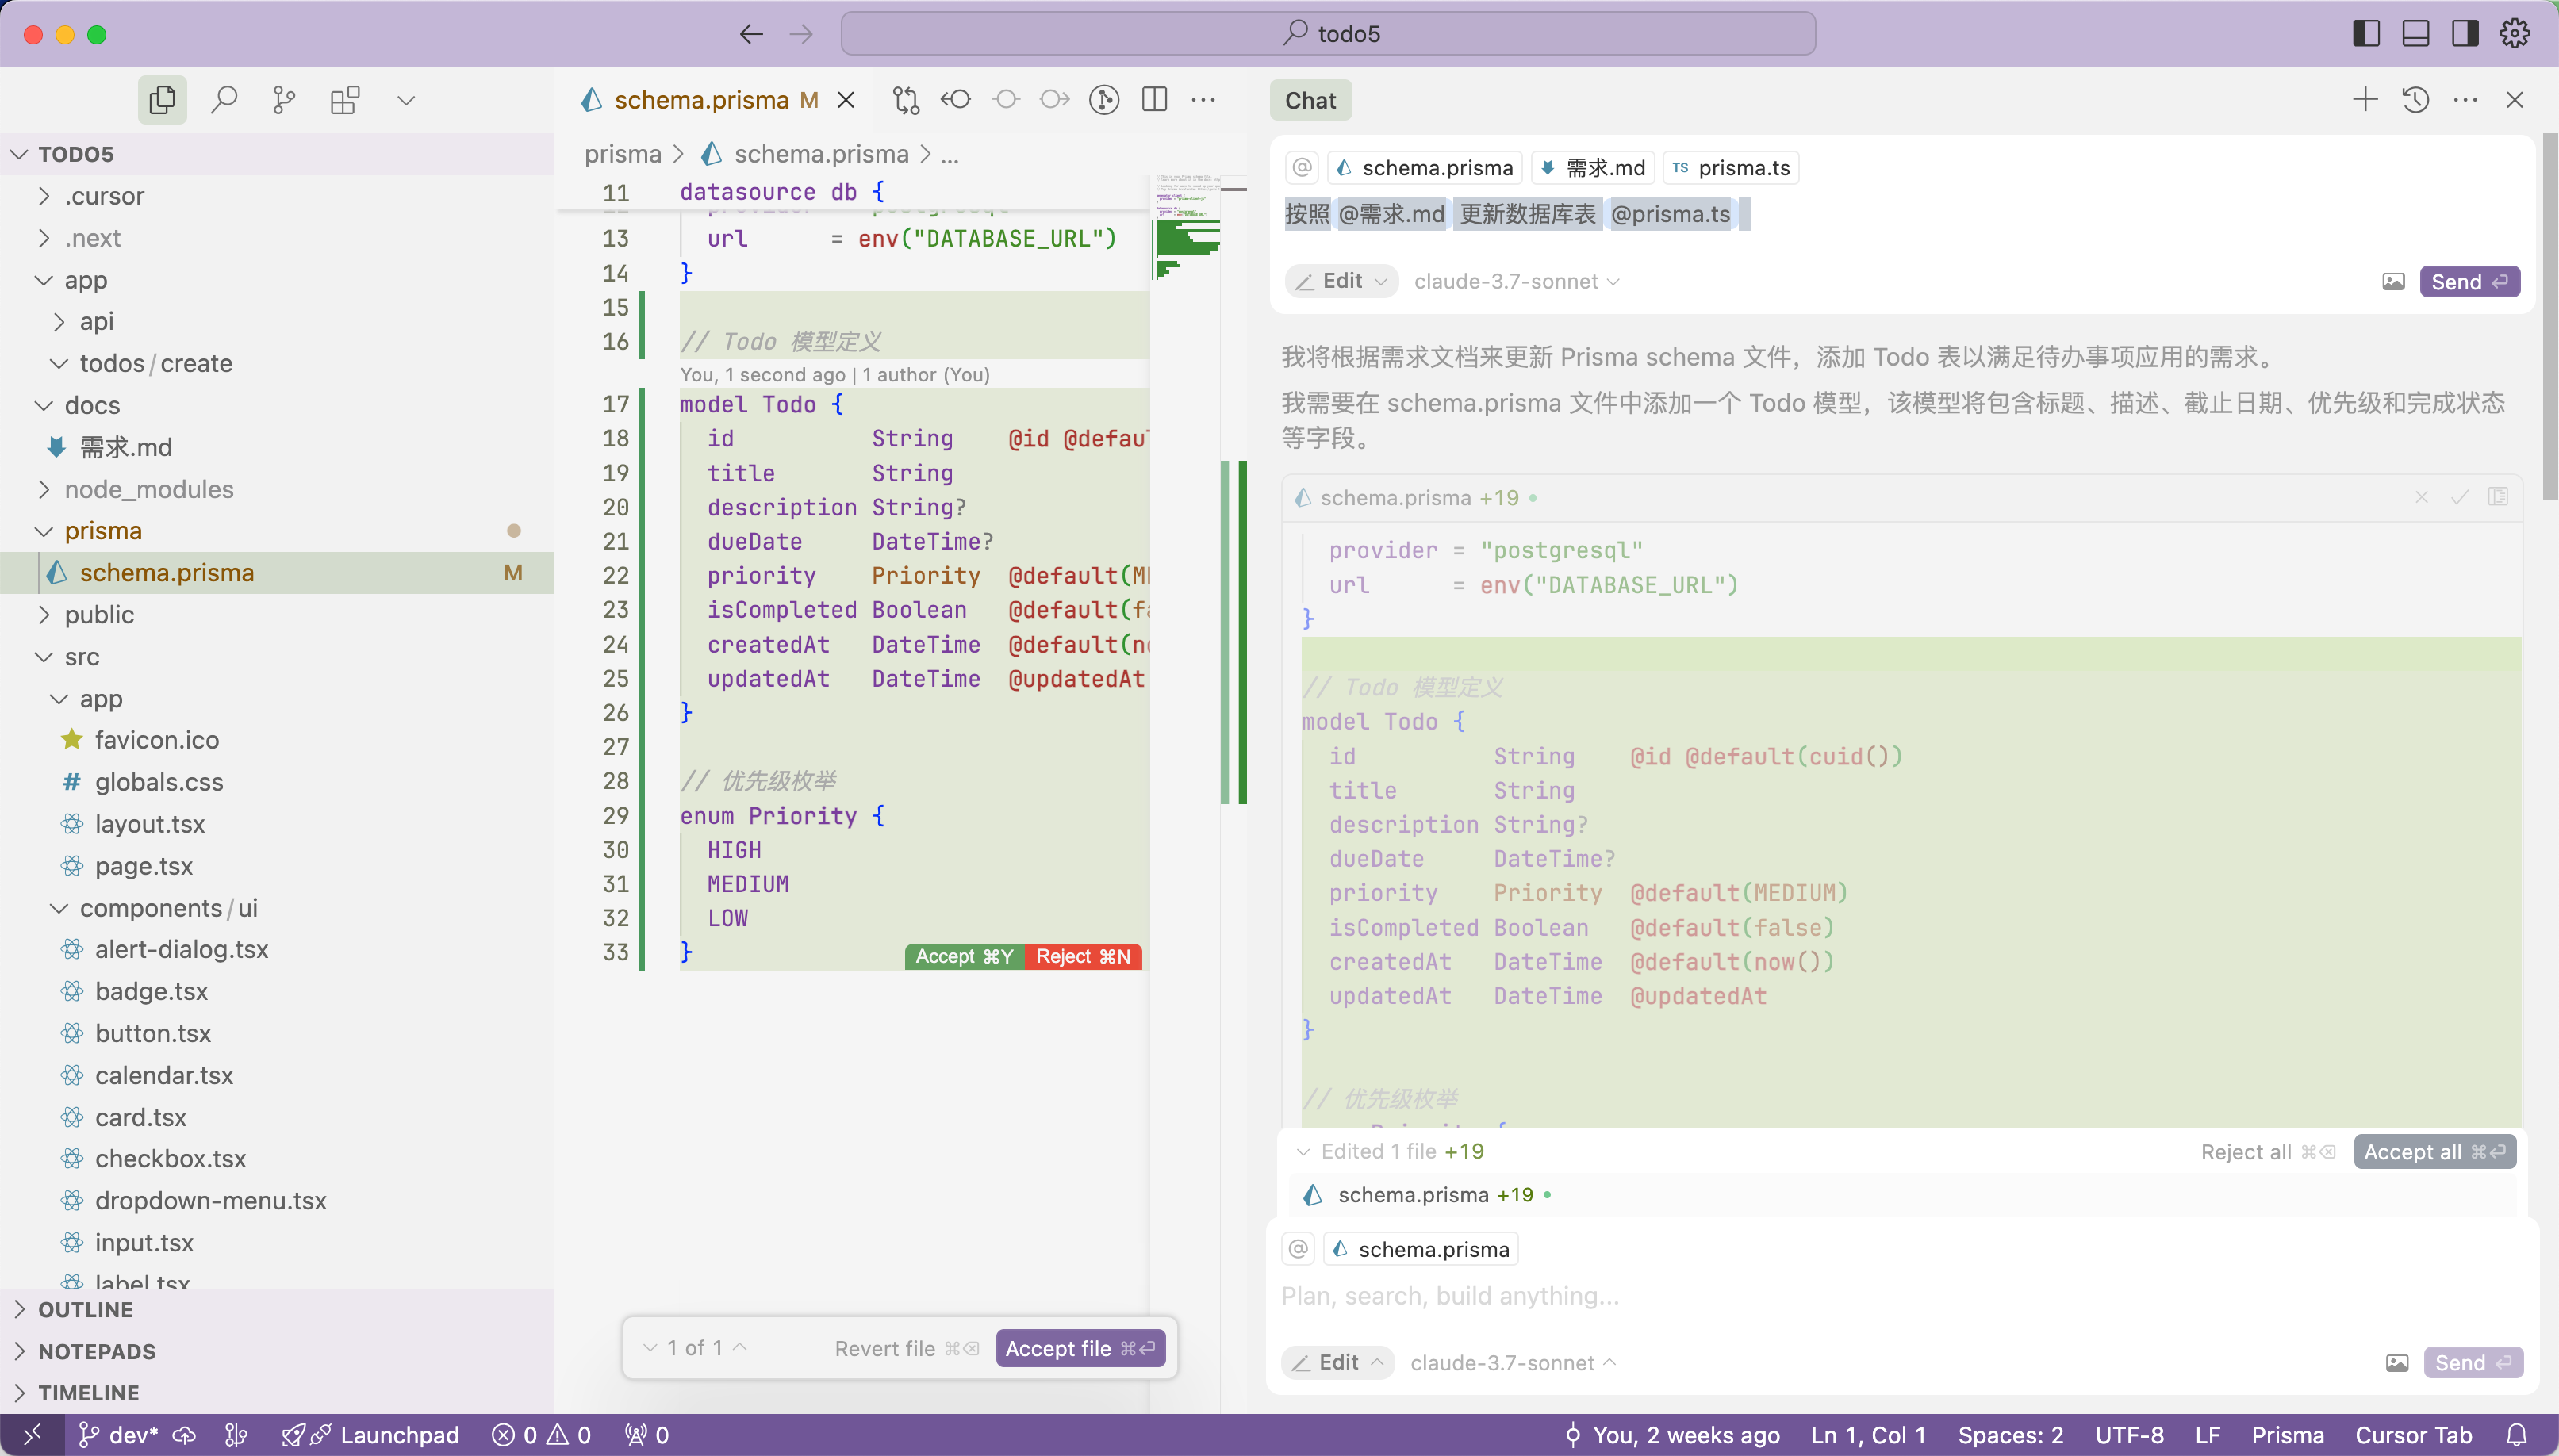 todo5
TODO5
.cursor
.next
app
api
todos/create
docs
需求.md
node_modules
prisma
schema.prisma M
public
src
app
favicon.ico
# globals.css
layout.tsx
page.tsx
components/ui
alert-dialog.tsx
badge.tsx
button.tsx
calendar.tsx
card.tsx
checkbox.tsx
dropdown-menu.tsx
input.tsx
label.tsx
OUTLINE
NOTEPADS
TIMELINE
schema.prisma M
prisma > schema.prisma > ...
11 datasource db {
13 url = env("DATABASE_URL")
14 }
15
16 // Todo 模型定义
You, 1 second ago | 1 author (You)
17 model Todo {
18 id String @id @defau
19 title String
20 description String?
21 dueDate DateTime?
22 priority Priority @default(M
23 isCompleted Boolean @default(fa
24 createdAt DateTime @default(n
25 updatedAt DateTime @updatedAt
26 }
27
28 // 优先级枚举
29 enum Priority {
30 HIGH
31 MEDIUM
32 LOW
33 }
Accept ⌘Y Reject ⌘N
1 of 1 Revert file ⌘⌫ Accept file ⌘⏎
Chat
@ schema.prisma 需求.md TS prisma.ts
按照 @需求.md 更新数据库表 @prisma.ts
Edit claude-3.7-sonnet Send ⏎
我将根据需求文档来更新 Prisma schema 文件，添加 Todo 表以满足待办事项应用的需求。
我需要在 schema.prisma 文件中添加一个 Todo 模型，该模型将包含标题、描述、截止日期、优先级和完成状态
等字段。
schema.prisma +19
provider = "postgresql"
url = env("DATABASE_URL")
}
// Todo 模型定义
model Todo {
id String @id @default(cuid())
title String
description String?
dueDate DateTime?
priority Priority @default(MEDIUM)
isCompleted Boolean @default(false)
createdAt DateTime @default(now())
updatedAt DateTime @updatedAt
}
// 优先级枚举
Edited 1 file +19 Reject all ⌘⌫ Accept all ⌘⏎
schema.prisma +19
@ schema.prisma
Plan, search, build anything...
Edit claude-3.7-sonnet Send ⏎
dev* Launchpad 0 0 0 You, 2 weeks ago Ln 1, Col 1 Spaces: 2 UTF-8 LF Prisma Cursor Tab